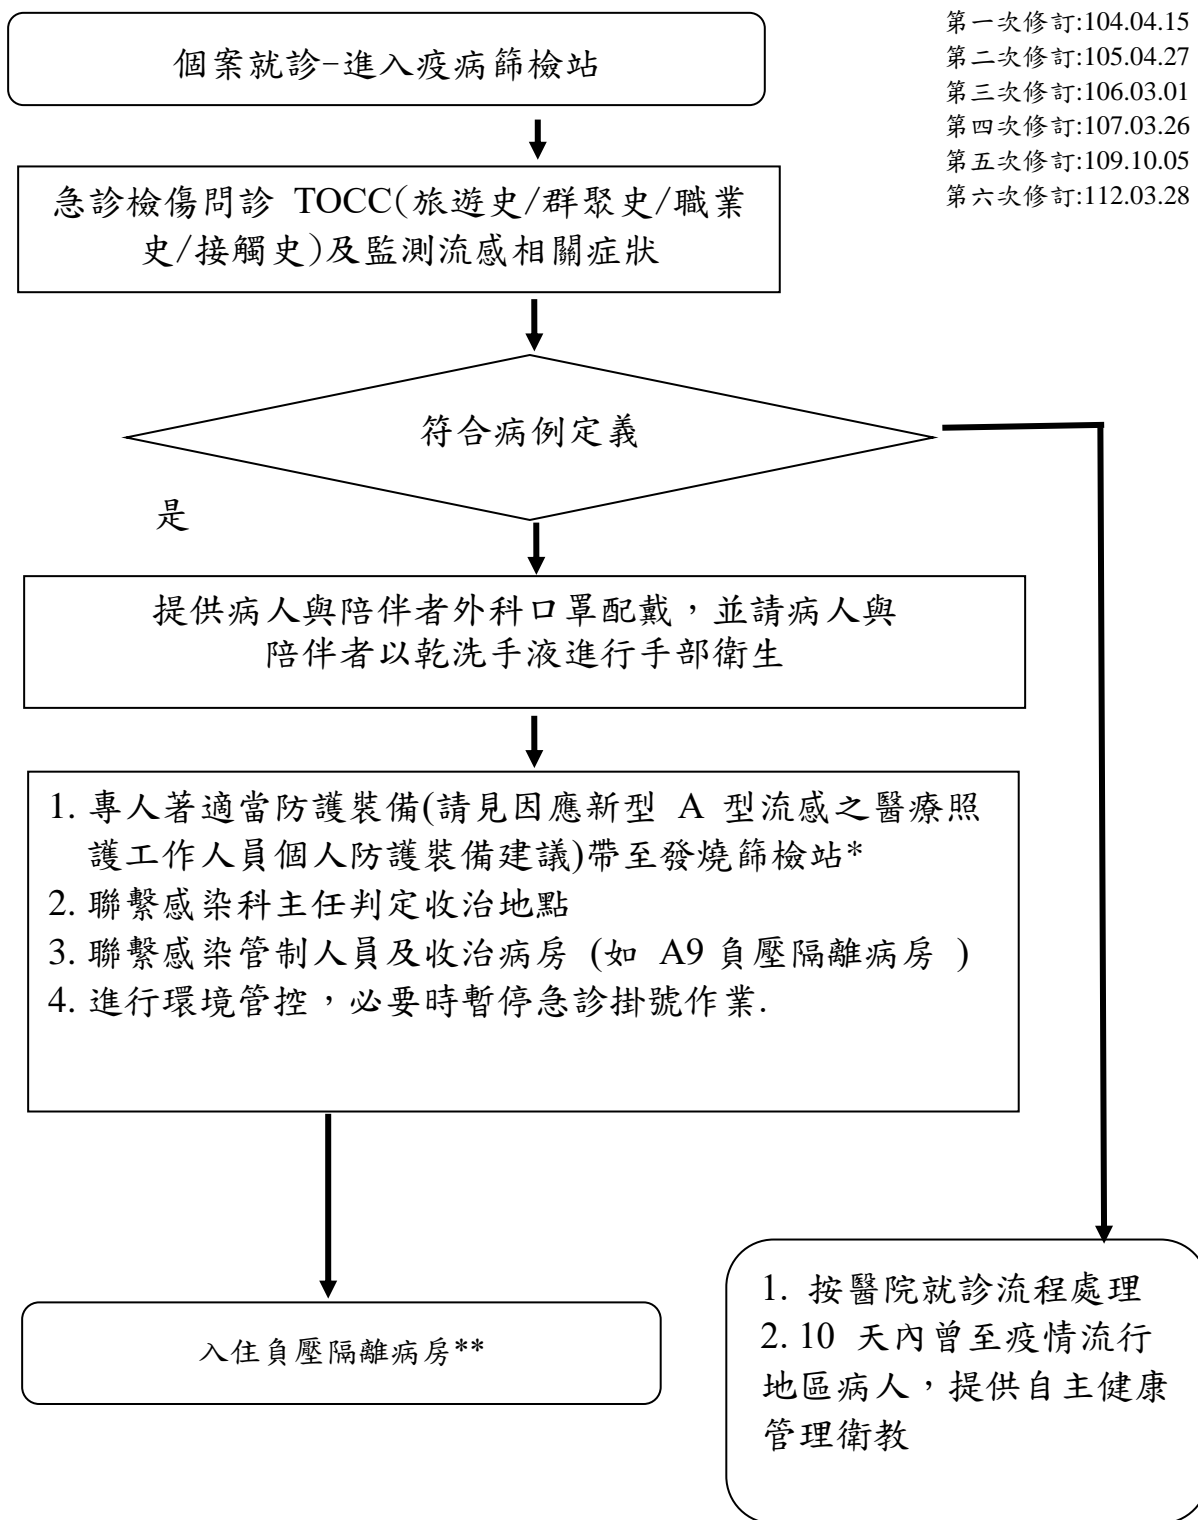 第一次修訂:104.04.15
第二次修訂:105.04.27
第三次修訂:106.03.01
第四次修訂:107.03.26
第五次修訂:109.10.05
第六次修訂:112.03.28
個案就診-進入疫病篩檢站
急診檢傷問診 TOCC(旅遊史/群聚史/職業
史/接觸史)及監測流感相關症狀
符合病例定義
是
提供病人與陪伴者外科口罩配戴，並請病人與
陪伴者以乾洗手液進行手部衛生
1. 專人著適當防護裝備(請見因應新型 A 型流感之醫療照
護工作人員個人防護裝備建議)帶至發燒篩檢站*
2. 聯繫感染科主任判定收治地點
3. 聯繫感染管制人員及收治病房 (如 A9 負壓隔離病房 )
4. 進行環境管控，必要時暫停急診掛號作業.
入住負壓隔離病房**
1. 按醫院就診流程處理
2. 10 天內曾至疫情流行
地區病人，提供自主健康
管理衛教